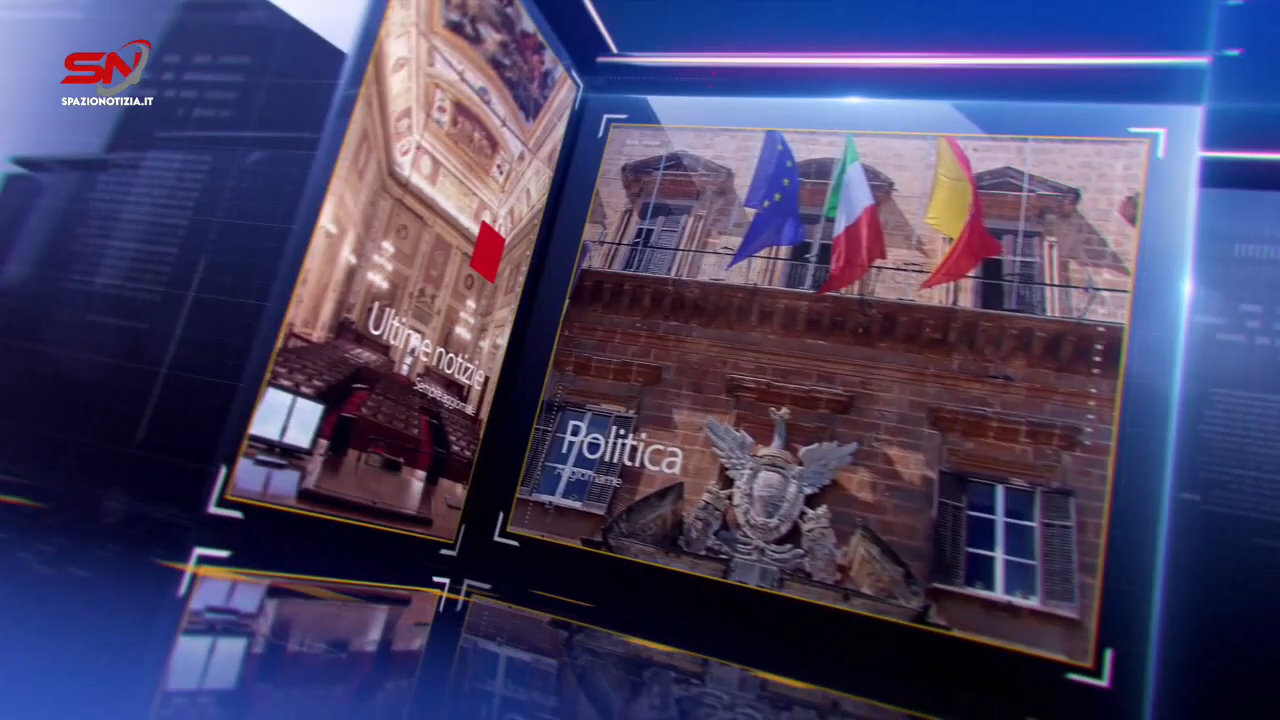 SN
SPAZIONOTIZIA.IT
Ultime notizie
Sempre aggiornate
Politica